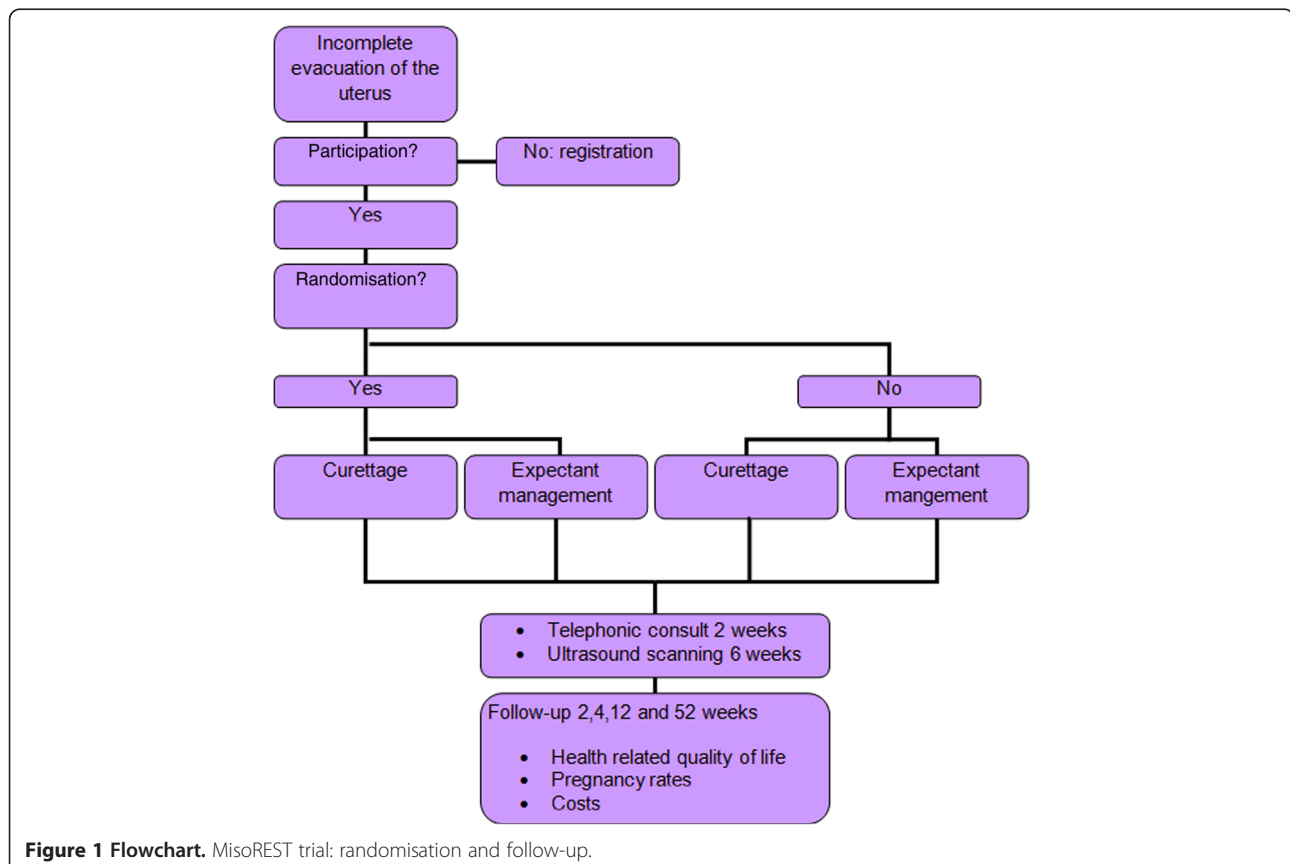 Incomplete
evacuation of the
uterus
Participation?
No: registration
Yes
Randomisation?
Yes
No
Curettage
Expectant
management
Curettage
Expectant
mangement
• Telephonic consult 2 weeks
• Ultrasound scanning 6 weeks
Follow-up 2,4,12 and 52 weeks
• Health related quality of life
• Pregnancy rates
• Costs
Figure 1 Flowchart. MisoREST trial: randomisation and follow-up.